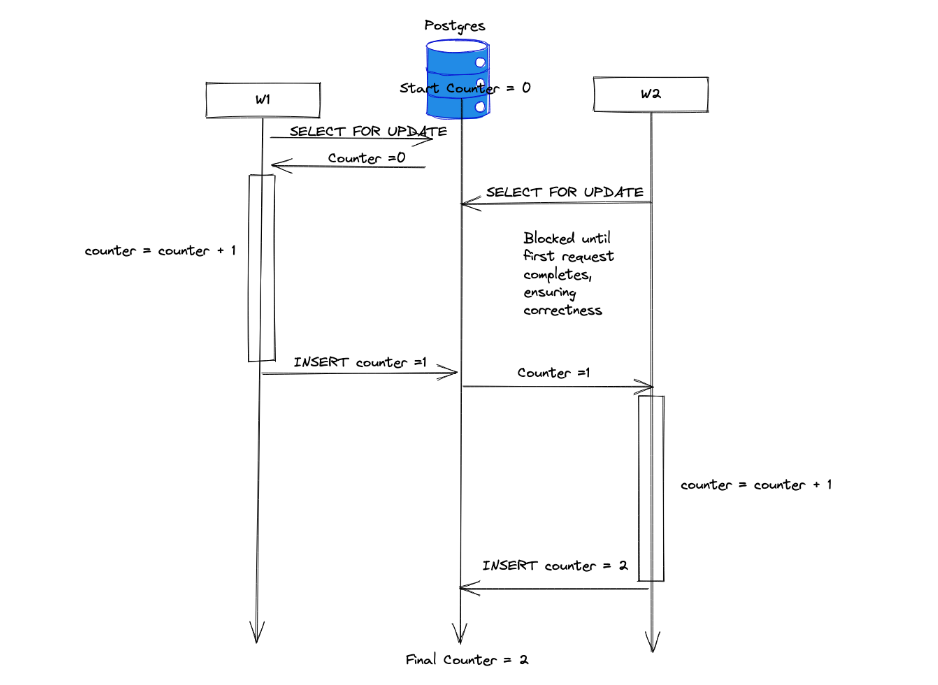 Postgres
Start Counter = 0
W1
W2
SELECT FOR UPDATE
Counter =0
SELECT FOR UPDATE
counter = counter + 1
Blocked until
first request
completes,
ensuring
correctness
INSERT counter =1
Counter =1
counter = counter + 1
INSERT counter = 2
Final Counter = 2